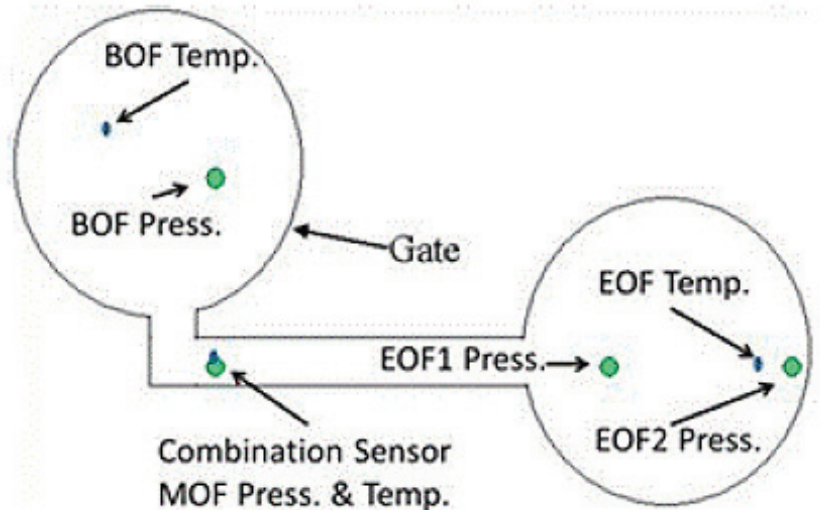 BOF Temp.
BOF Press.
Gate
EOF Temp.
EOF1 Press.
EOF2 Press.
Combination Sensor
MOF Press. & Temp.